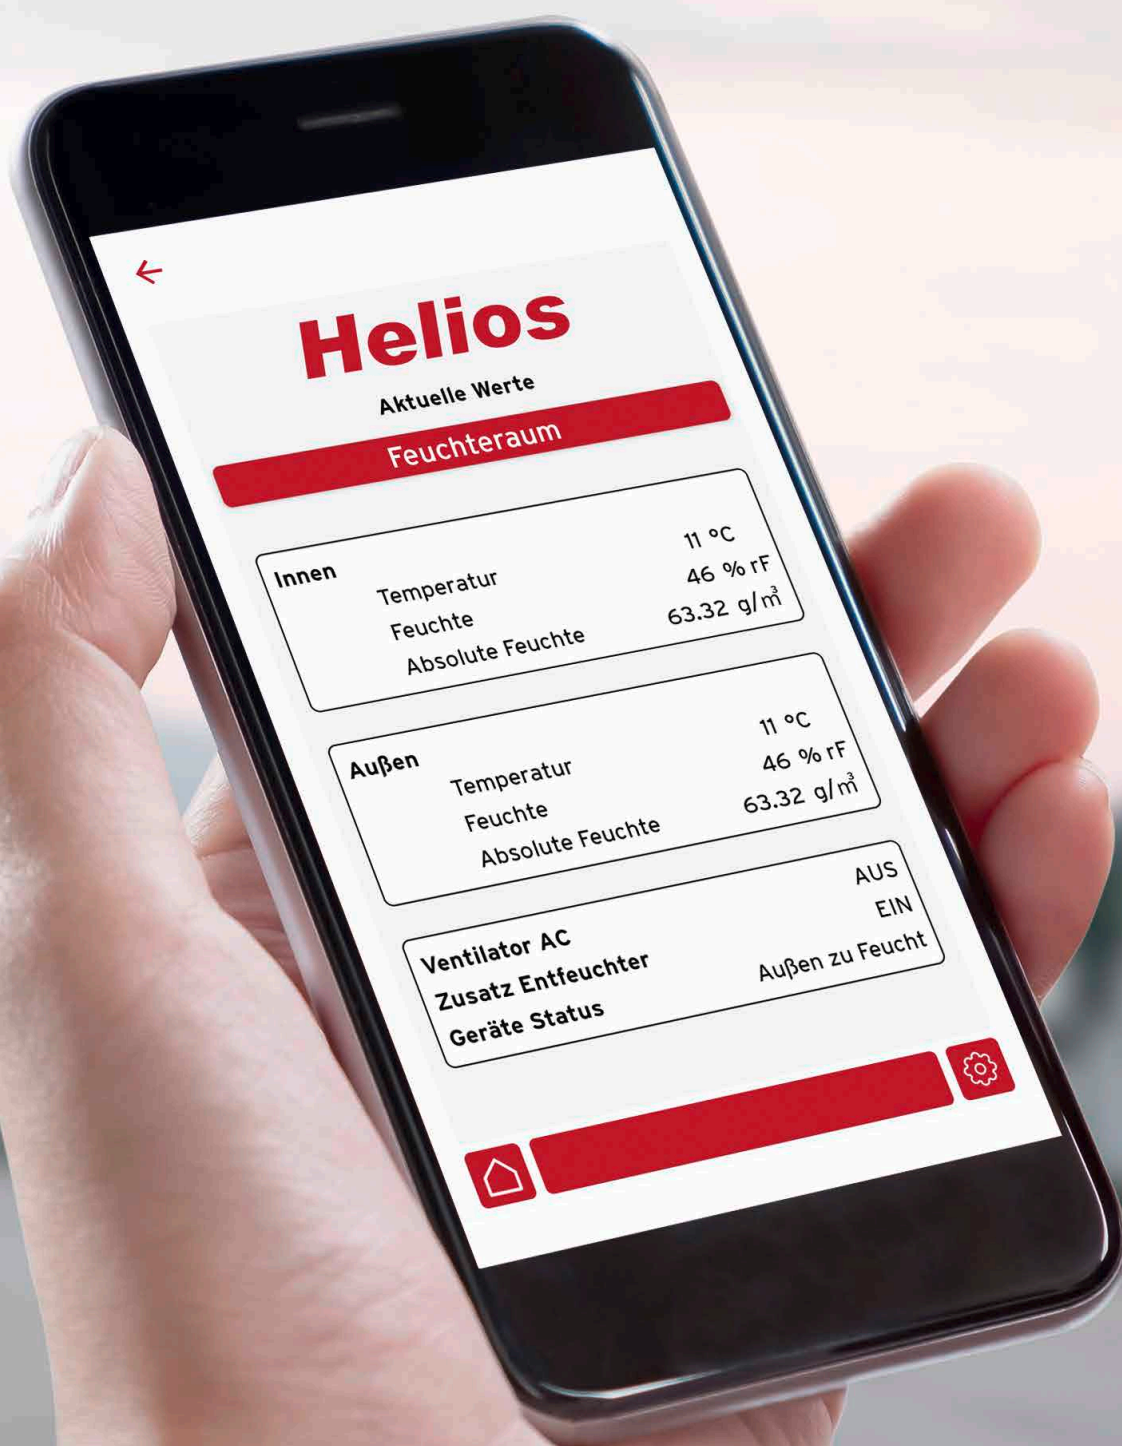 Helios
Aktuelle Werte
Feuchteraum
Innen
Temperatur 11 °C
Feuchte 46 % rF
Absolute Feuchte 63.32 g/m³
Außen
Temperatur 11 °C
Feuchte 46 % rF
Absolute Feuchte 63.32 g/m³
Ventilator AC AUS
Zusatz Entfeuchter EIN
Geräte Status Außen zu Feucht